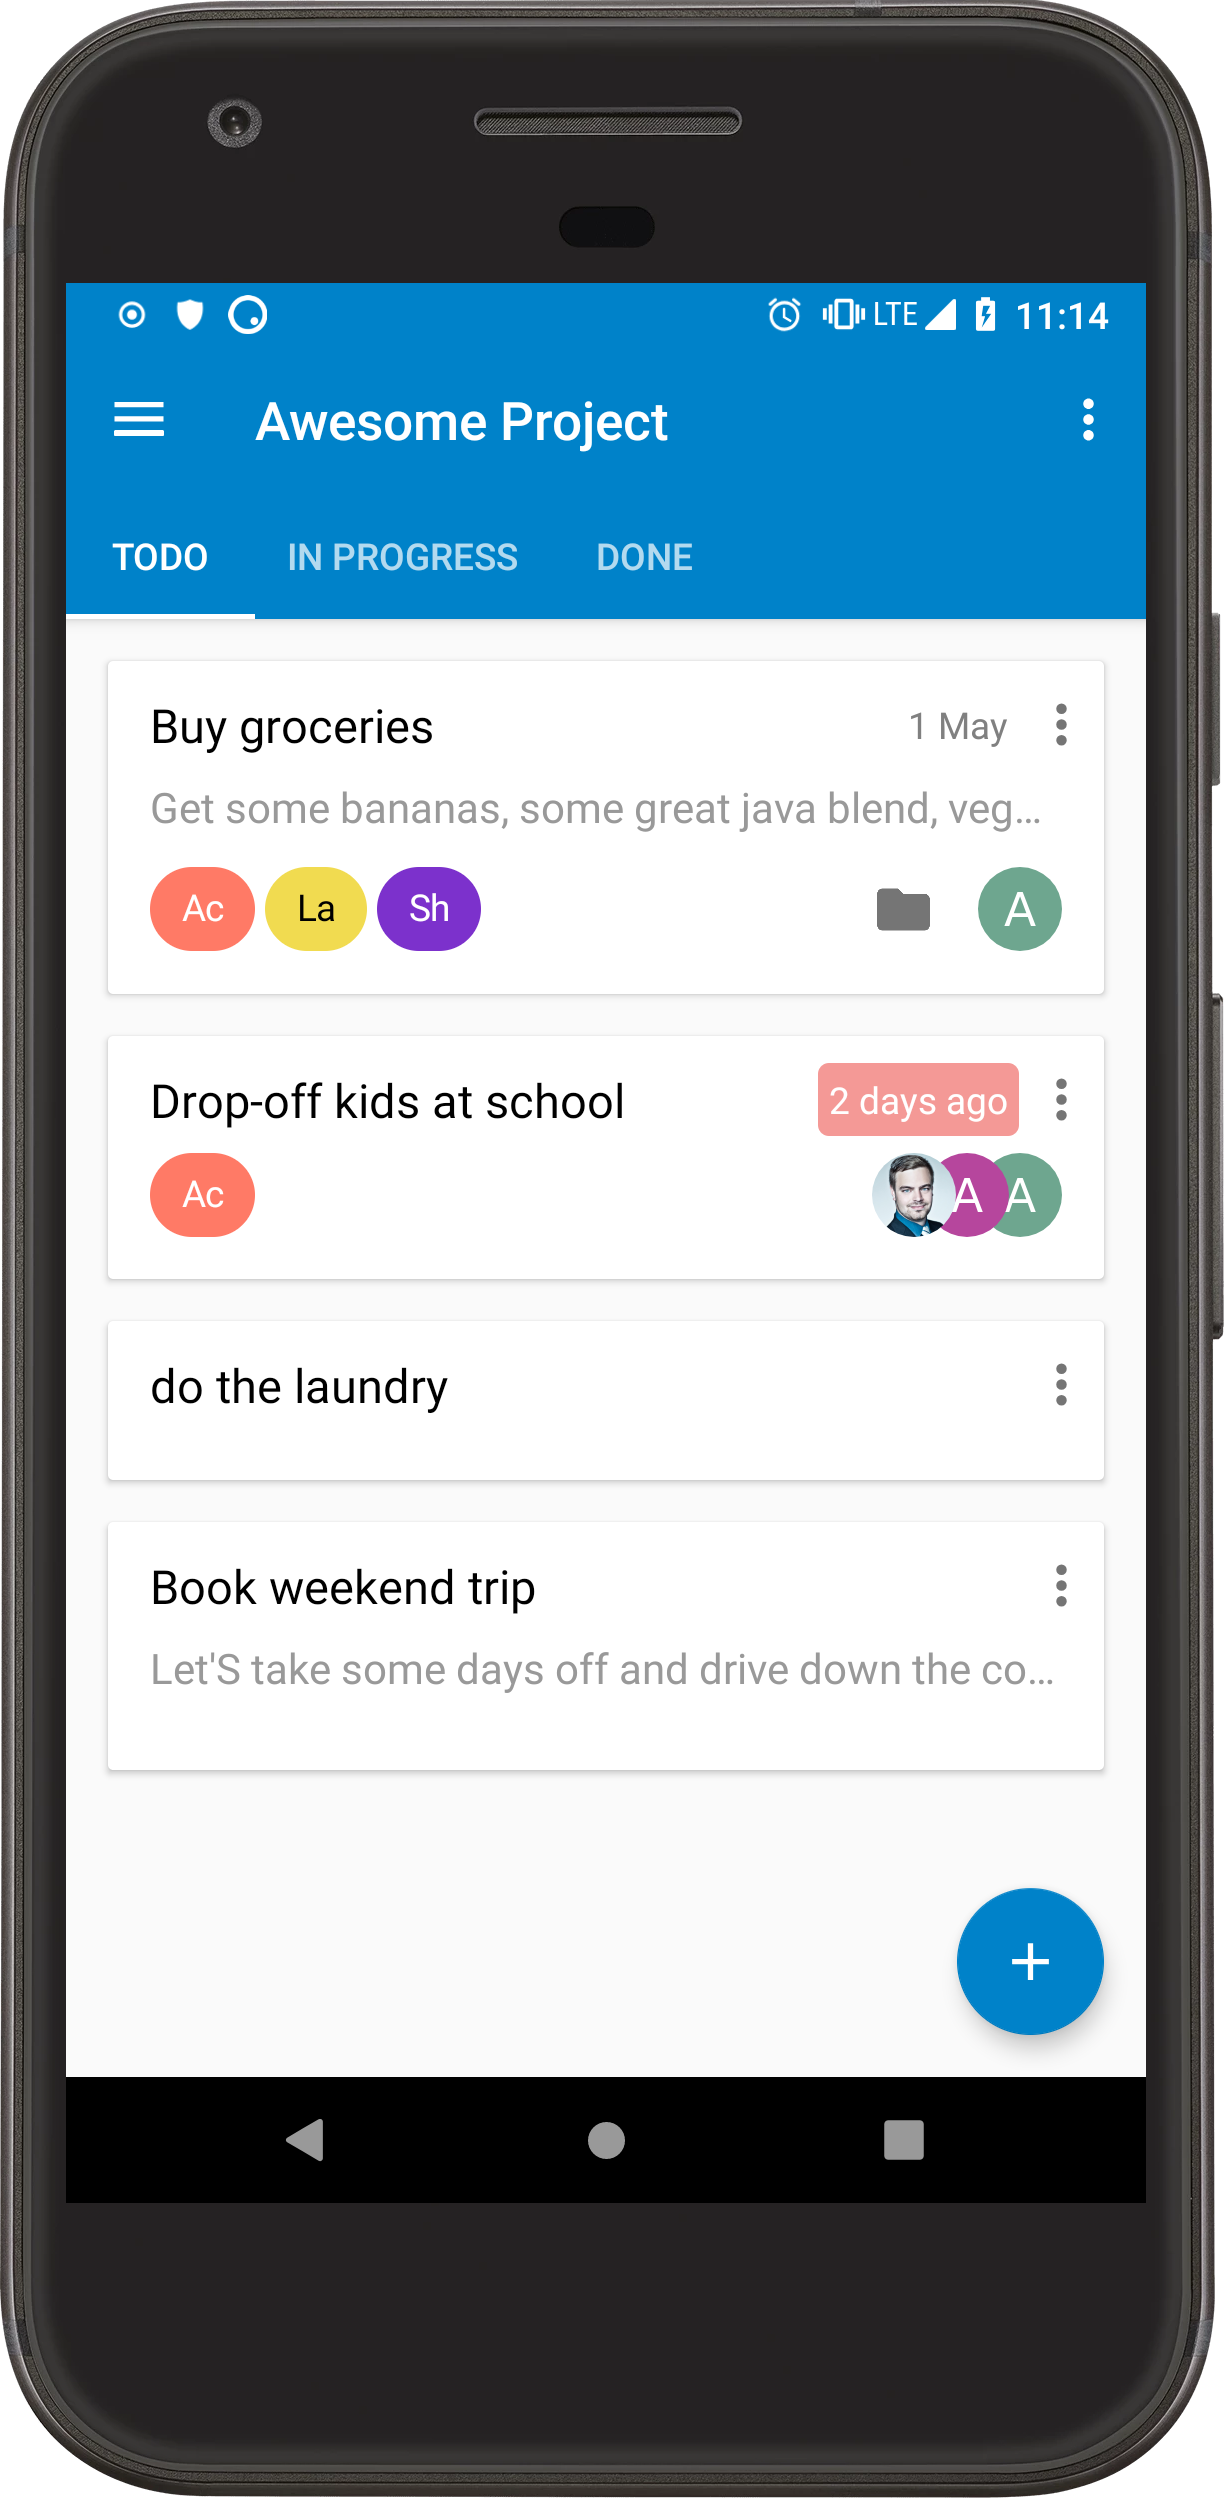 LTE 11:14
Awesome Project
TODO IN PROGRESS DONE
Buy groceries 1 May
Get some bananas, some great java blend, veg...
Ac La Sh A
Drop-off kids at school 2 days ago
Ac A A
do the laundry
Book weekend trip
Let'S take some days off and drive down the co...
+